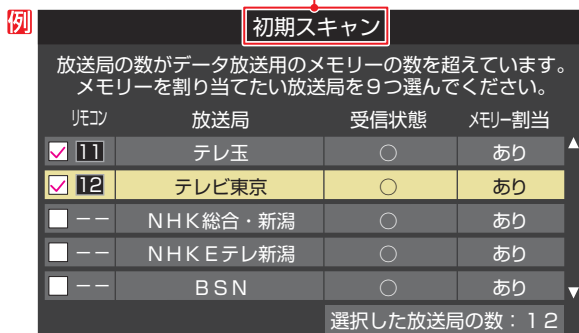 例
初期スキャン
放送局の数がデータ放送用のメモリーの数を超えています。
メモリーを割り当てたい放送局を9つ選んでください。
リモコン 放送局 受信状態 メモリー割当
11 テレ玉 ○ あり
12 テレビ東京 ○ あり
-- NHK総合・新潟 ○ あり
-- NHKEテレ新潟 ○ あり
-- BSN ○ あり
選択した放送局の数:12